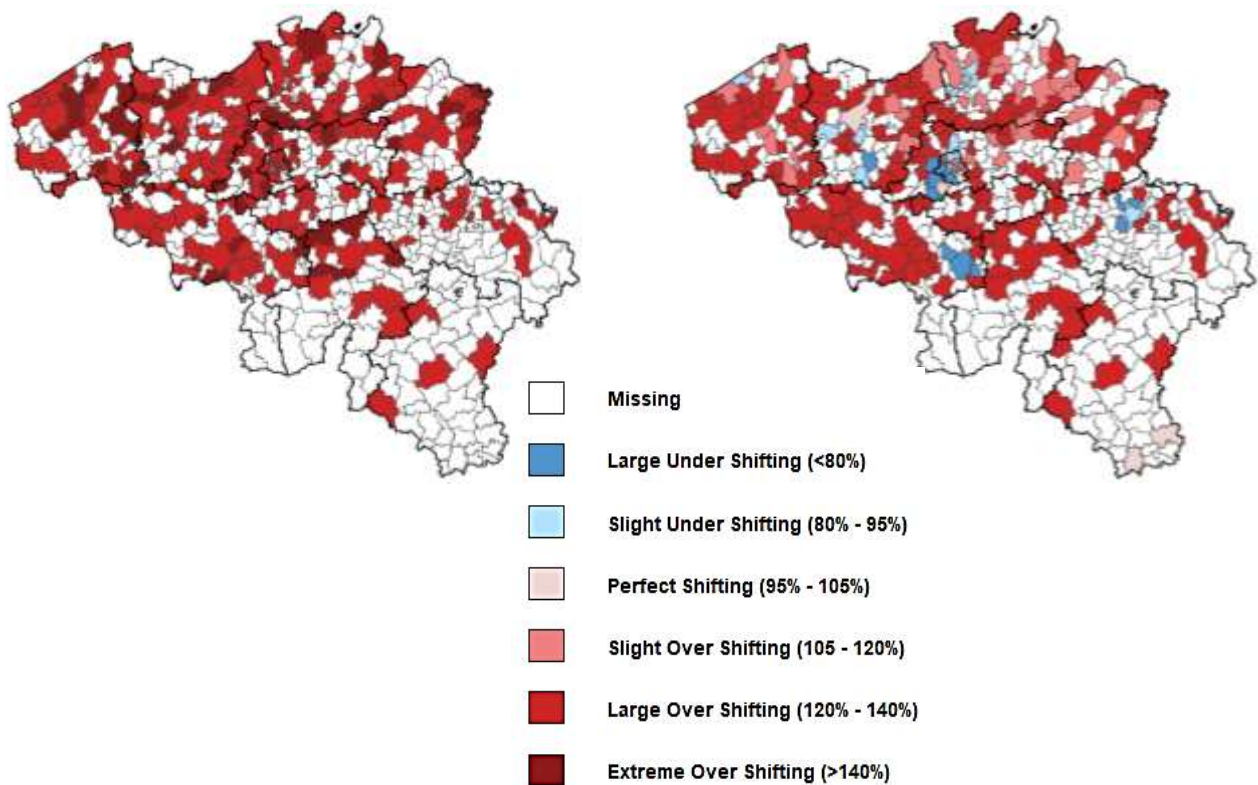 Missing
Large Under Shifting (<80%)
Slight Under Shifting (80% - 95%)
Perfect Shifting (95% - 105%)
Slight Over Shifting (105 - 120%)
Large Over Shifting (120% - 140%)
Extreme Over Shifting (>140%)